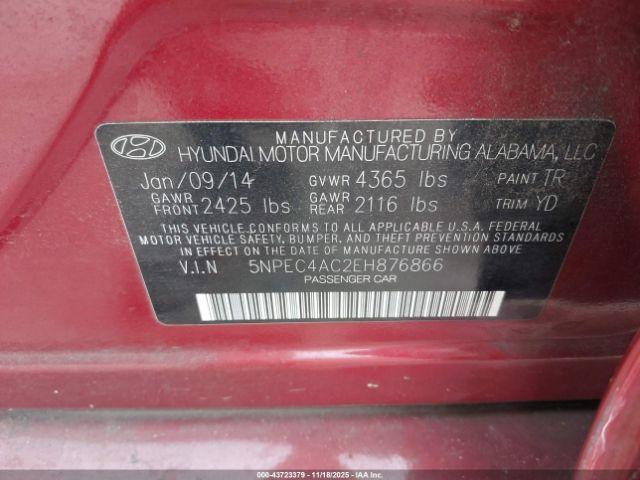 MANUFACTURED BY
HYUNDAI MOTOR MANUFACTURING ALABAMA, LLC
Jan/09/14 GVWR 4365 lbs PAINT TR
GAWR FRONT 2425 lbs GAWR REAR 2116 lbs TRIM YD
THIS VEHICLE CONFORMS TO ALL APPLICABLE U.S.A. FEDERAL
MOTOR VEHICLE SAFETY, BUMPER, AND THEFT PREVENTION STANDARDS
IN EFFECT ON THE DATE OF MANUFACTURE SHOWN ABOVE.
V.I.N 5NPEC4AC2EH876866
PASSENGER CAR
000-43723379 | 11/18/2025 | © Copyright IAA, LLC